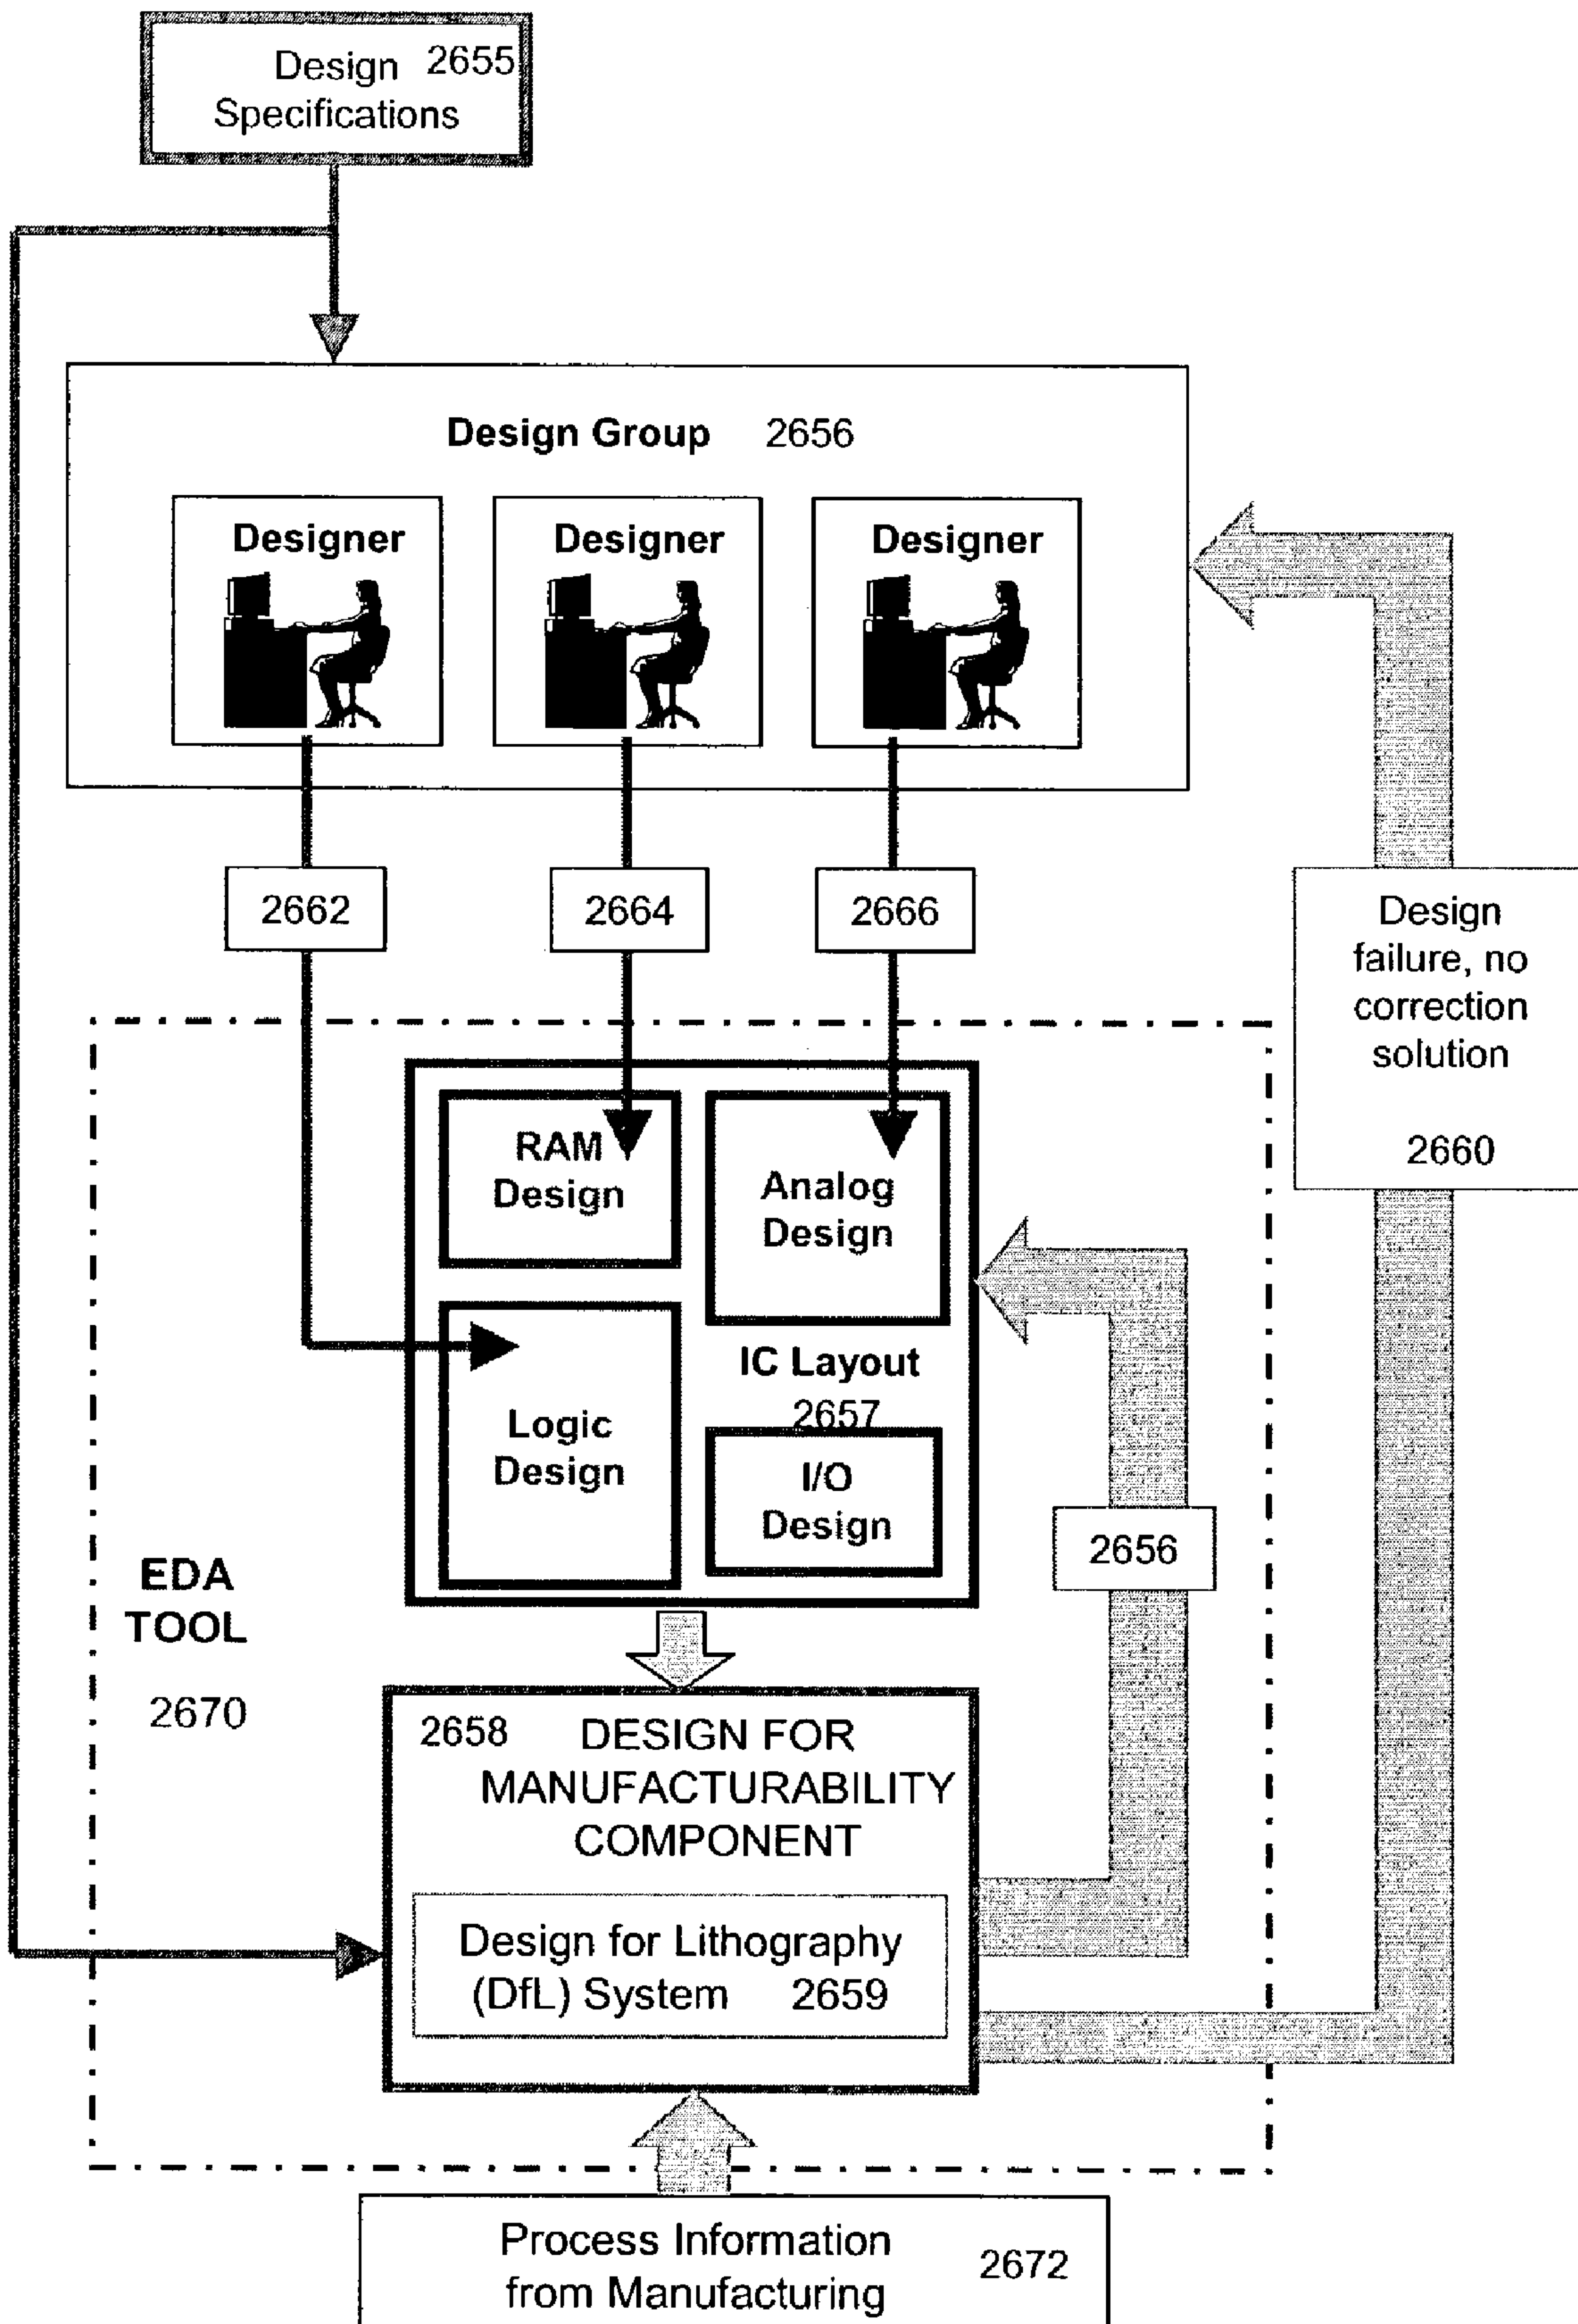 Design 2655
Specifications
Design Group 2656
Designer Designer Designer
2662 2664 2666
Design
failure, no
correction
solution
2660
RAM
Design
Analog
Design
IC Layout
2657
Logic
Design
I/O
Design
2656
EDA
TOOL
2670
2658 DESIGN FOR
MANUFACTURABILITY
COMPONENT
Design for Lithography
(DfL) System 2659
Process Information
from Manufacturing
2672